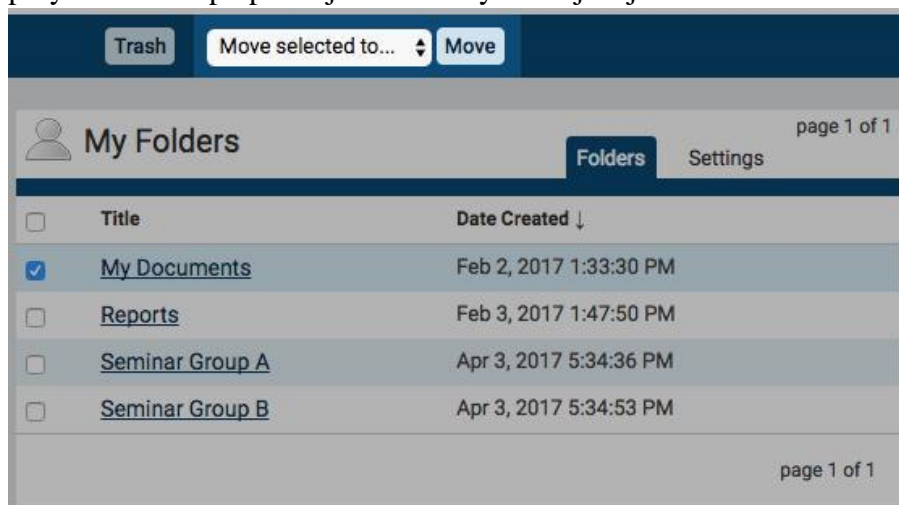 Trash Move selected to... Move
page 1 of 1
My Folders
Folders Settings
Title Date Created ↓
My Documents Feb 2, 2017 1:33:30 PM
Reports Feb 3, 2017 1:47:50 PM
Seminar Group A Apr 3, 2017 5:34:36 PM
Seminar Group B Apr 3, 2017 5:34:53 PM
page 1 of 1